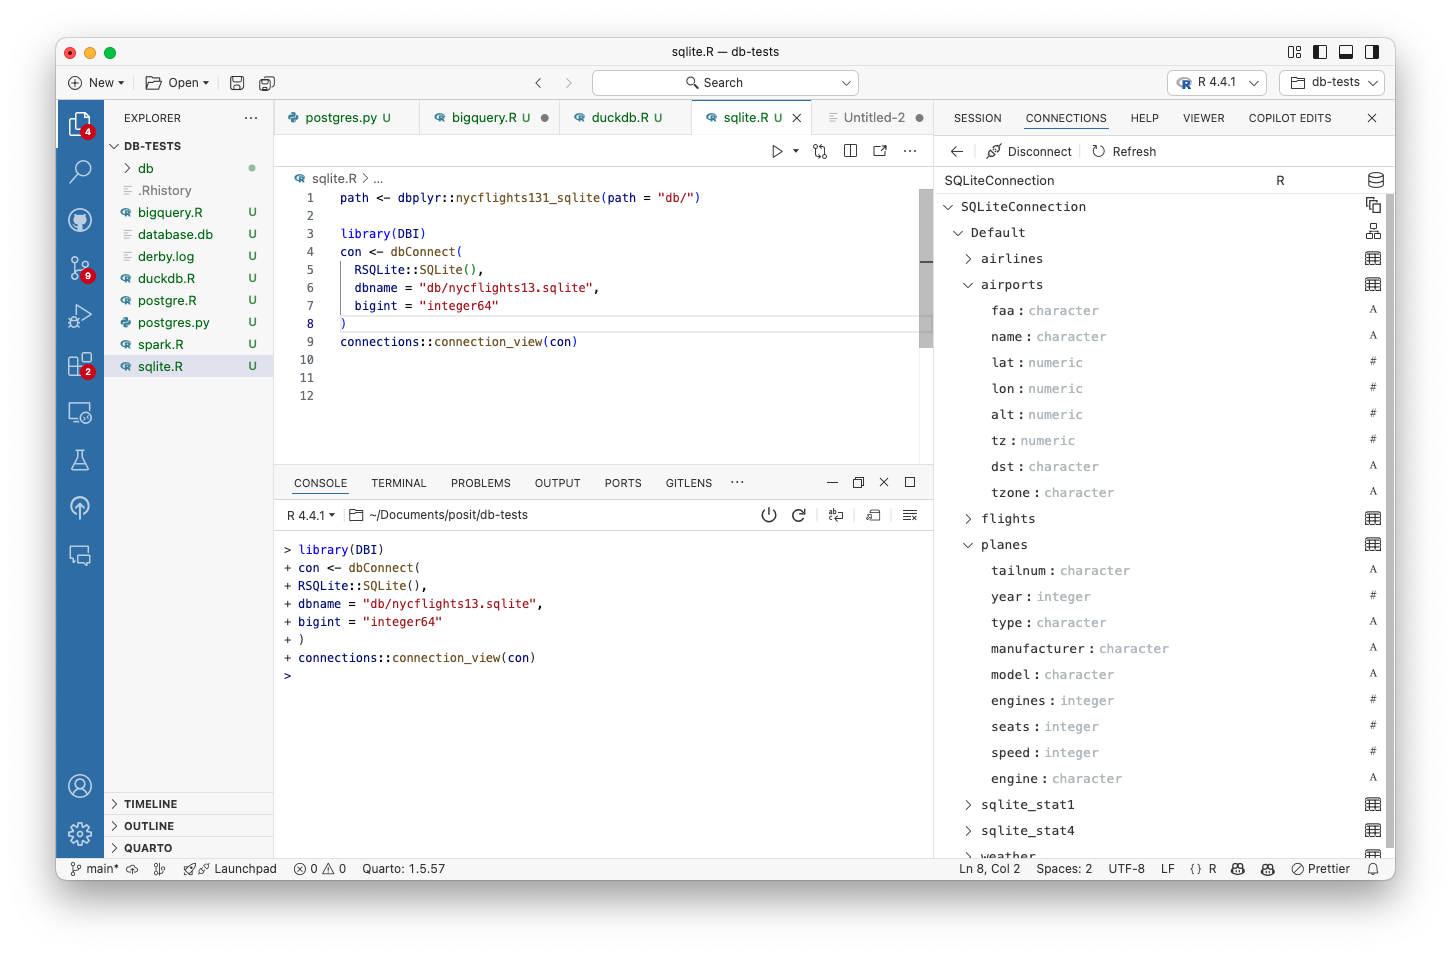 sqlite.R — db-tests
New
Open
Search
R 4.4.1
db-tests
4
9
2
EXPLORER
DB-TESTS
db
.Rhistory
bigquery.R U
database.db U
derby.log U
duckdb.R U
postgre.R U
postgres.py U
spark.R U
sqlite.R U
TIMELINE
OUTLINE
QUARTO
postgres.py U
bigquery.R U
duckdb.R U
sqlite.R U
Untitled-2
sqlite.R > ...
1 path <- dbplyr::nycflights131_sqlite(path = "db/")
2
3 library(DBI)
4 con <- dbConnect(
5 RSQLite::SQLite(),
6 dbname = "db/nycflights13.sqlite",
7 bigint = "integer64"
8 )
9 connections::connection_view(con)
10
11
12
CONSOLE TERMINAL PROBLEMS OUTPUT PORTS GITLENS
R 4.4.1 ~/Documents/posit/db-tests
> library(DBI)
+ con <- dbConnect(
+ RSQLite::SQLite(),
+ dbname = "db/nycflights13.sqlite",
+ bigint = "integer64"
+ )
+ connections::connection_view(con)
>
SESSION CONNECTIONS HELP VIEWER COPILOT EDITS
Disconnect Refresh
SQLiteConnection R
SQLiteConnection
Default
airlines
airports
faa : character A
name : character A
lat : numeric #
lon : numeric #
alt : numeric #
tz : numeric #
dst : character A
tzone : character A
flights
planes
tailnum : character A
year : integer #
type : character A
manufacturer : character A
model : character A
engines : integer #
seats : integer #
speed : integer #
engine : character A
sqlite_stat1
sqlite_stat4
weather
main* Launchpad 0 0 Quarto: 1.5.57
Ln 8, Col 2 Spaces: 2 UTF-8 LF {} R Prettier